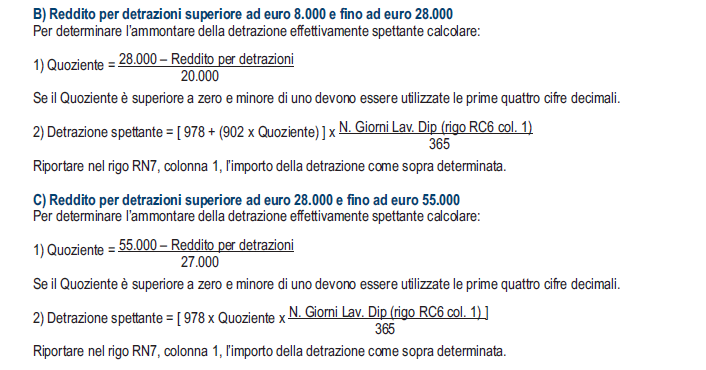 B) Reddito per detrazioni superiore ad euro 8.000 e fino ad euro 28.000
Per determinare l'ammontare della detrazione effettivamente spettante calcolare:
1) Quoziente = 28.000 – Reddito per detrazioni
20.000
Se il Quoziente è superiore a zero e minore di uno devono essere utilizzate le prime quattro cifre decimali.
2) Detrazione spettante = [ 978 + (902 x Quoziente) ] x N. Giorni Lav. Dip (rigo RC6 col. 1)
365
Riportare nel rigo RN7, colonna 1, l'importo della detrazione come sopra determinata.
C) Reddito per detrazioni superiore ad euro 28.000 e fino ad euro 55.000
Per determinare l'ammontare della detrazione effettivamente spettante calcolare:
1) Quoziente = 55.000 – Reddito per detrazioni
27.000
Se il Quoziente è superiore a zero e minore di uno devono essere utilizzate le prime quattro cifre decimali.
2) Detrazione spettante = [ 978 x Quoziente x N. Giorni Lav. Dip (rigo RC6 col. 1) ]
365
Riportare nel rigo RN7, colonna 1, l'importo della detrazione come sopra determinata.